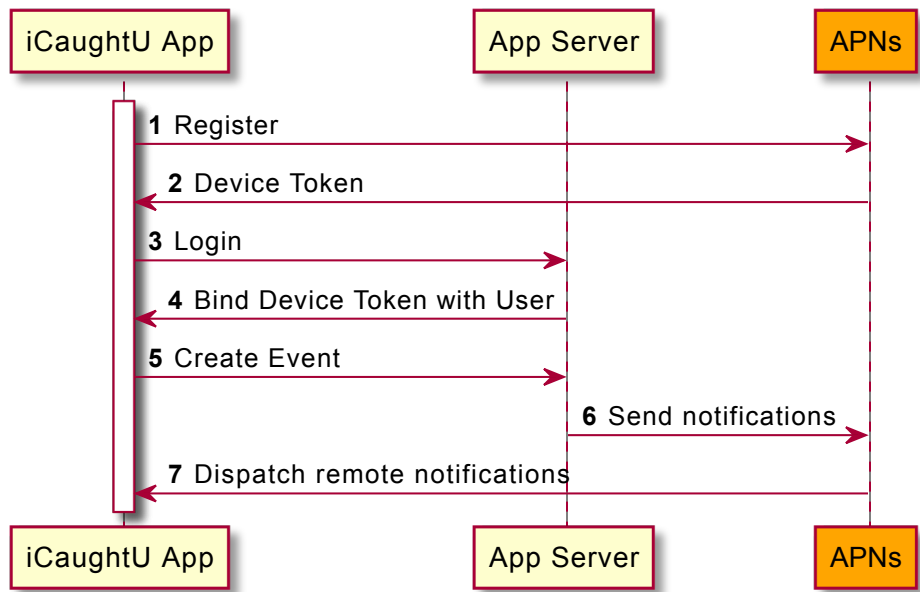 iCaughtU App
App Server
APNs
1 Register
2 Device Token
3 Login
4 Bind Device Token with User
5 Create Event
6 Send notifications
7 Dispatch remote notifications
iCaughtU App
App Server
APNs